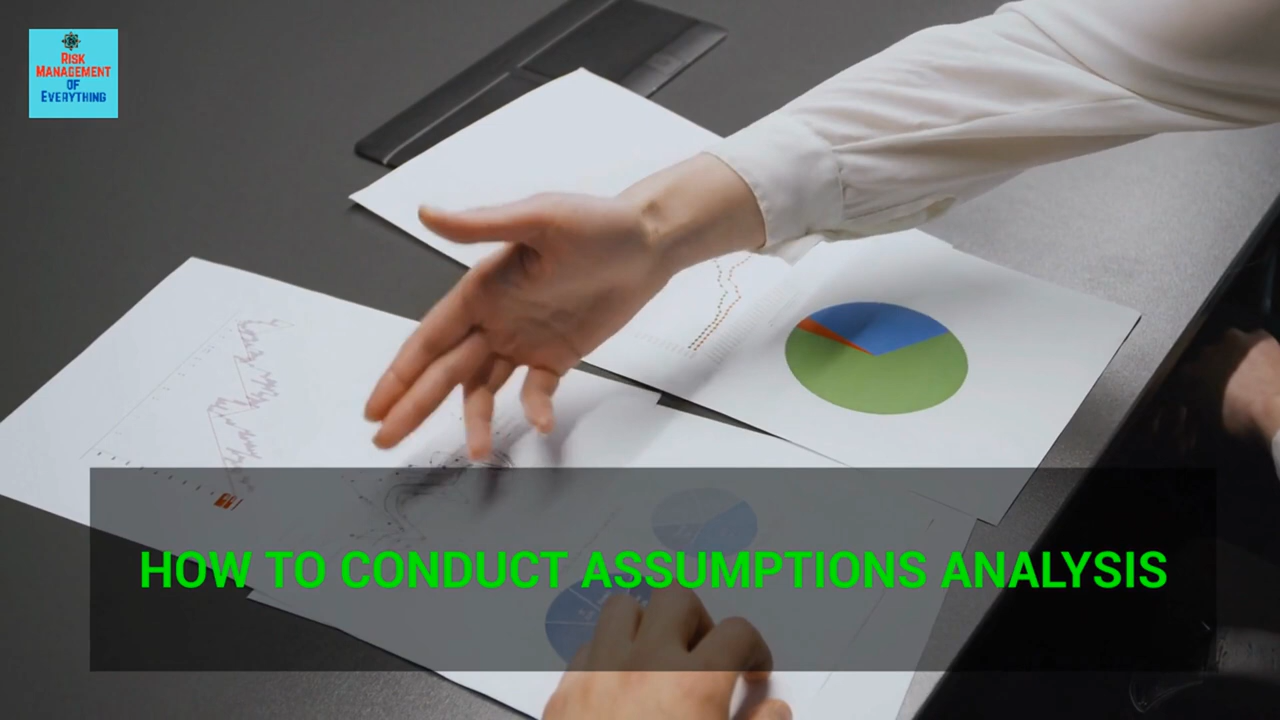 Risk
Management
of
Everything
HOW TO CONDUCT ASSUMPTIONS ANALYSIS